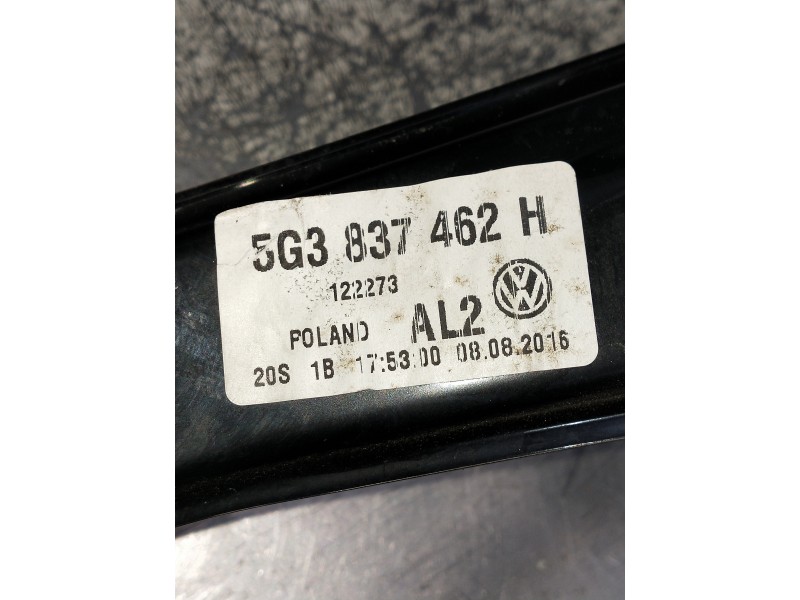 5G3 837 462 H
122273
POLAND AL2
20S 1B 17:53:00 08.08.2016